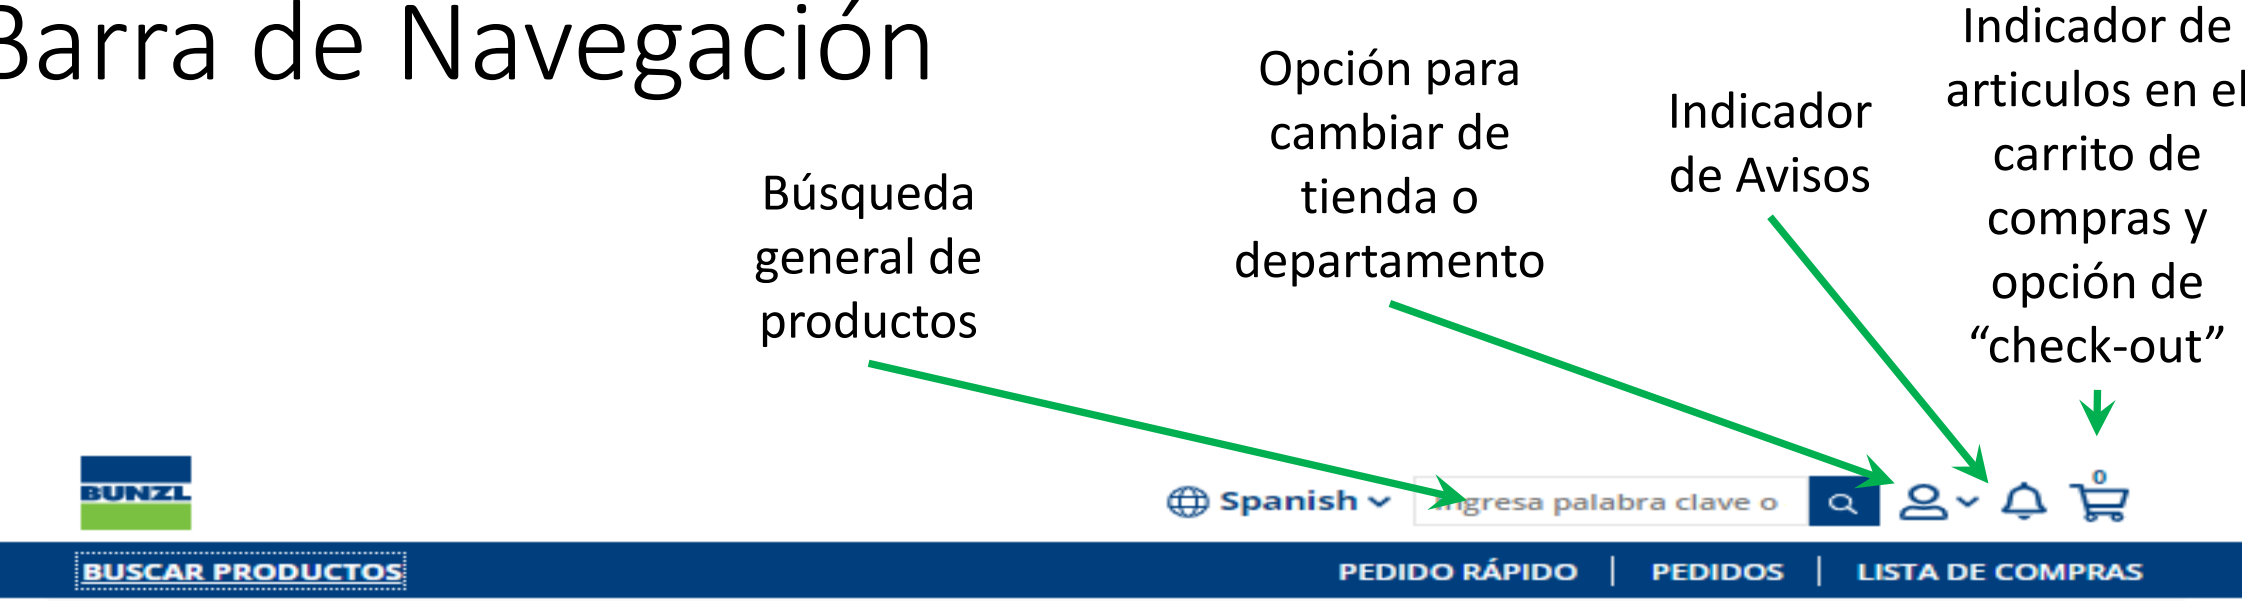 Barra de Navegación
Búsqueda
general de
productos
Opción para
cambiar de
tienda o
departamento
Indicador
de Avisos
Indicador de
articulos en el
carrito de
compras y
opción de
“check-out”
BUNZL
Spanish
Ingresa palabra clave o
0
BUSCAR PRODUCTOS
PEDIDO RÁPIDO | PEDIDOS | LISTA DE COMPRAS